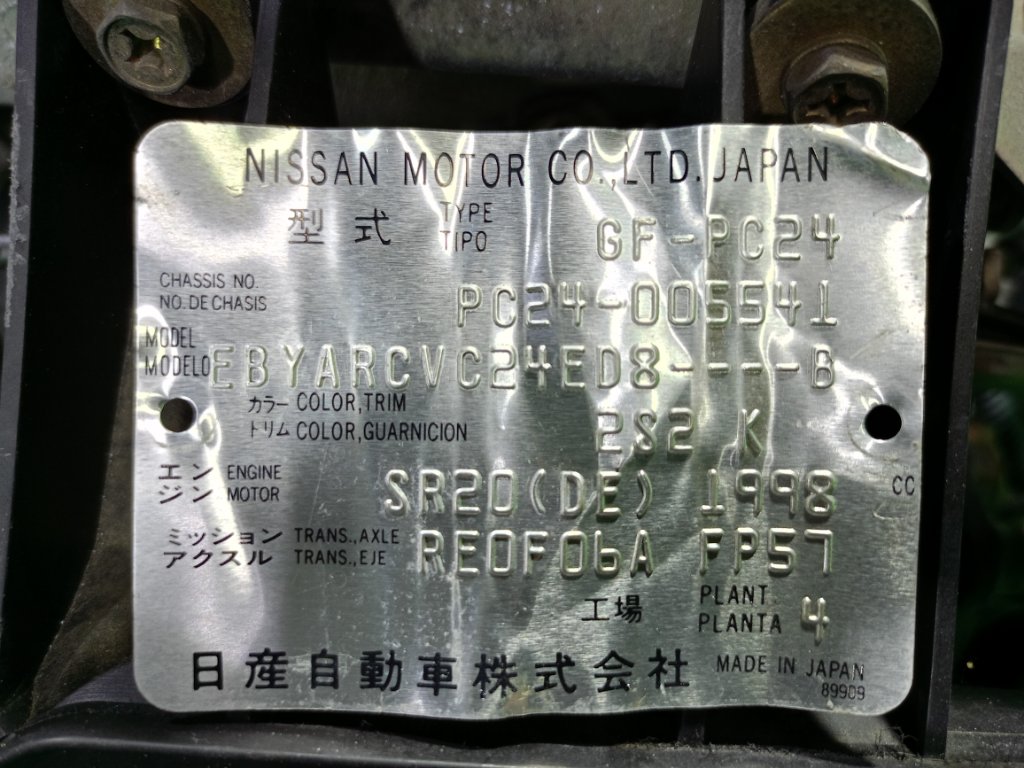 NISSAN MOTOR CO.,LTD. JAPAN
型式 TYPE TIPO GF-PC24
CHASSIS NO. NO. DE CHASIS PC24-005541
MODEL MODELO EBYARCVC24ED8----B
カラー COLOR,TRIM
トリム COLOR,GUARNICION 282 K
エンジン ENGINE MOTOR SR20(DE) 1998 CC
ミッション TRANS.,AXLE
アクスル TRANS.,EJE RE0F06A FP57
工場 PLANT PLANTA 4
日産自動車株式会社 MADE IN JAPAN
89909